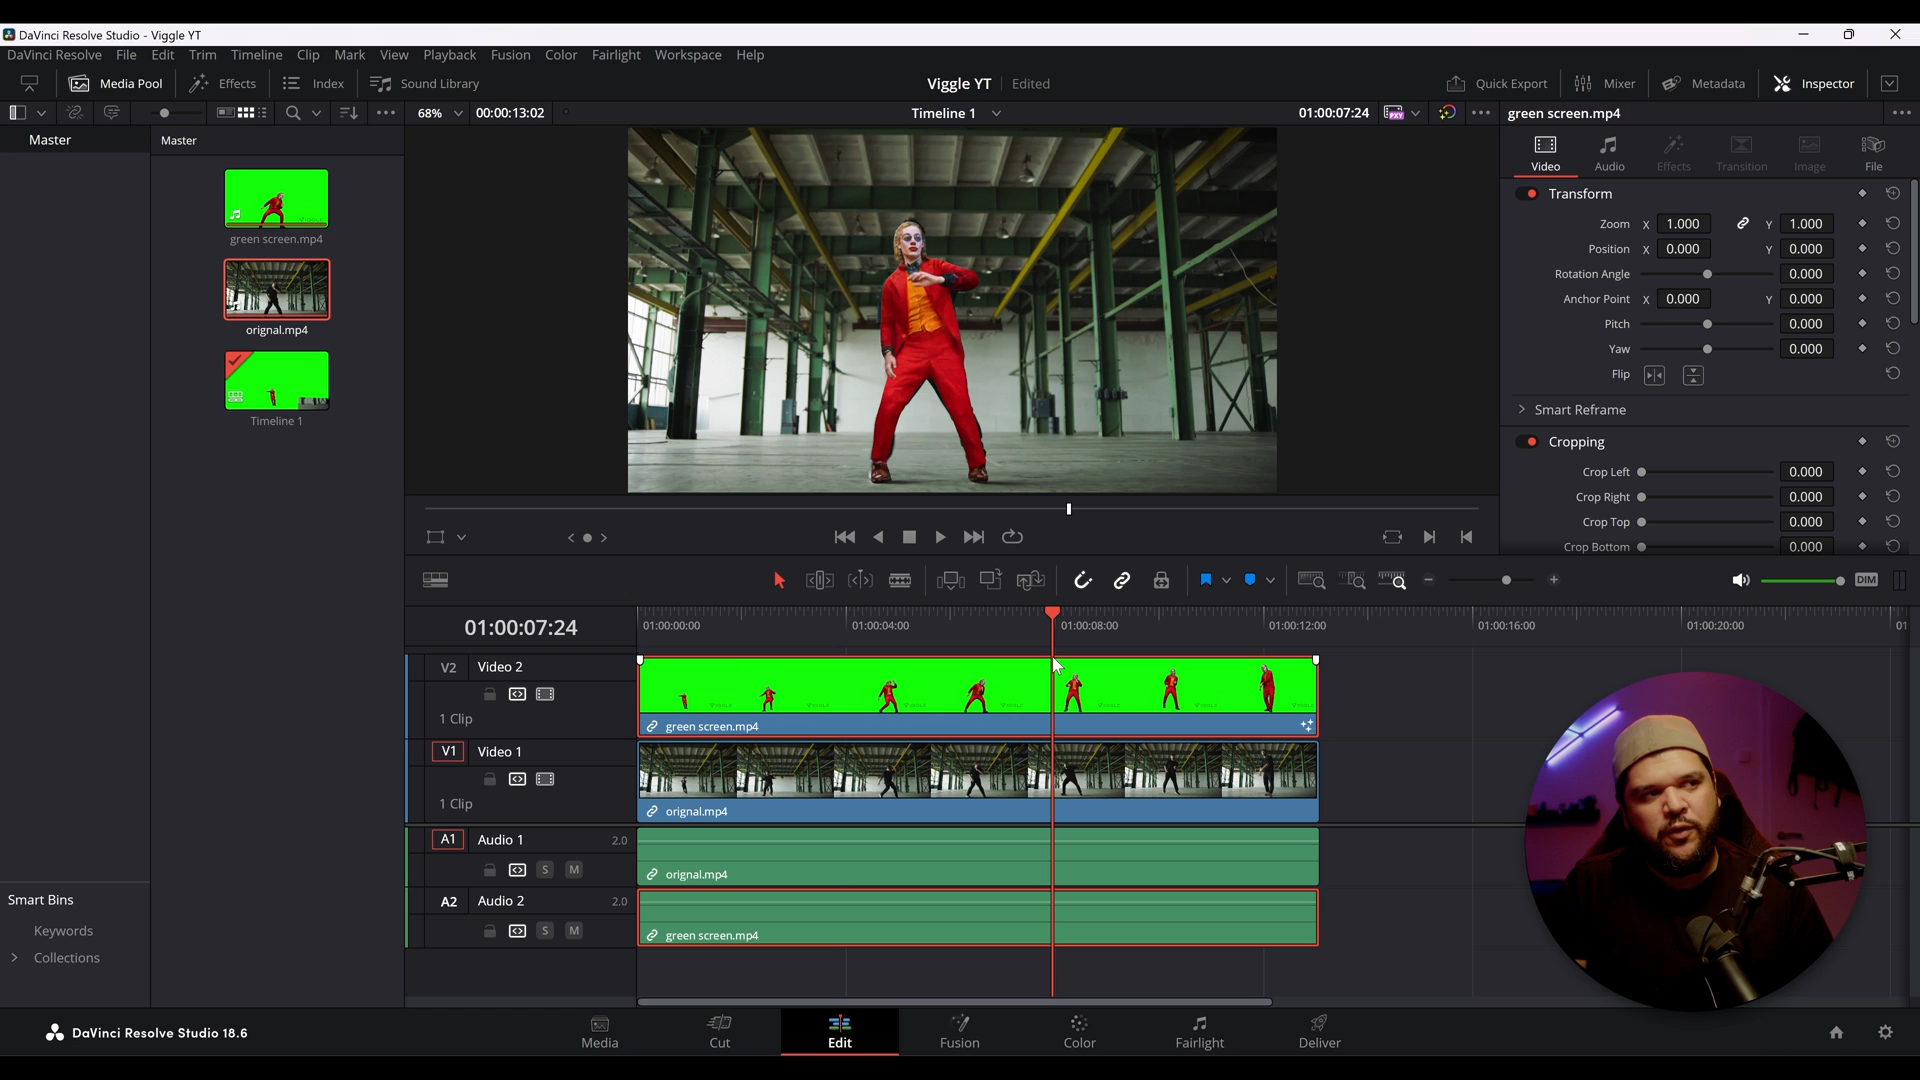 DaVinci Resolve Studio - Viggle YT
DaVinci Resolve File Edit Trim Timeline Clip Mark View Playback Fusion Color Fairlight Workspace Help
Media Pool Effects Index Sound Library Viggle YT Edited Quick Export Mixer Metadata Inspector
68% 00:00:13:02 Timeline 1 01:00:07:24 green screen.mp4
Master Master
Video Audio Effects Transition Image File
Transform
Zoom X 1.000 Y 1.000
Position X 0.000 Y 0.000
Rotation Angle 0.000
Anchor Point X 0.000 Y 0.000
Pitch 0.000
Yaw 0.000
Flip
Smart Reframe
Cropping
Crop Left 0.000
Crop Right 0.000
Crop Top 0.000
Crop Bottom 0.000
green screen.mp4
orignal.mp4
Timeline 1
DIM
01:00:07:24 01:00:00:00 01:00:04:00 01:00:08:00 01:00:12:00 01:00:16:00 01:00:20:00 01
V2 Video 2
1 Clip
green screen.mp4
V1 Video 1
1 Clip
orignal.mp4
A1 Audio 1 2.0
S M
orignal.mp4
A2 Audio 2 2.0
S M
green screen.mp4
Smart Bins
Keywords
Collections
DaVinci Resolve Studio 18.6
Media Cut Edit Fusion Color Fairlight Deliver